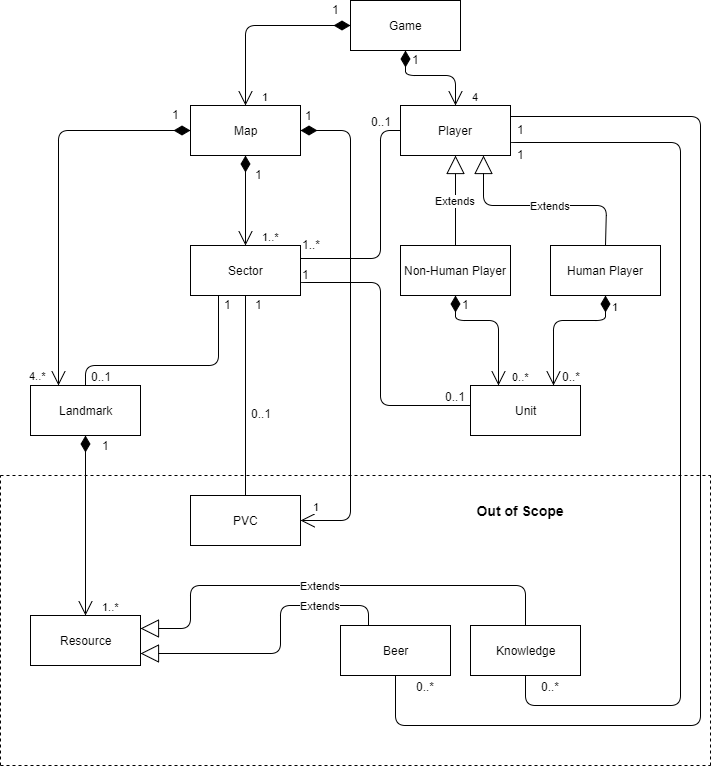 1
Game
1
1
4
1
Map
1
0..1
Player
1
1
1
Extends
Extends
1..*
1..*
Sector
1
Non-Human Player
Human Player
1
1
1
1
4..*
0..1
0..*
0..*
Landmark
0..1
Unit
0..1
1
1
PVC
Out of Scope
Extends
1..*
Extends
Resource
Beer
Knowledge
0..*
0..*